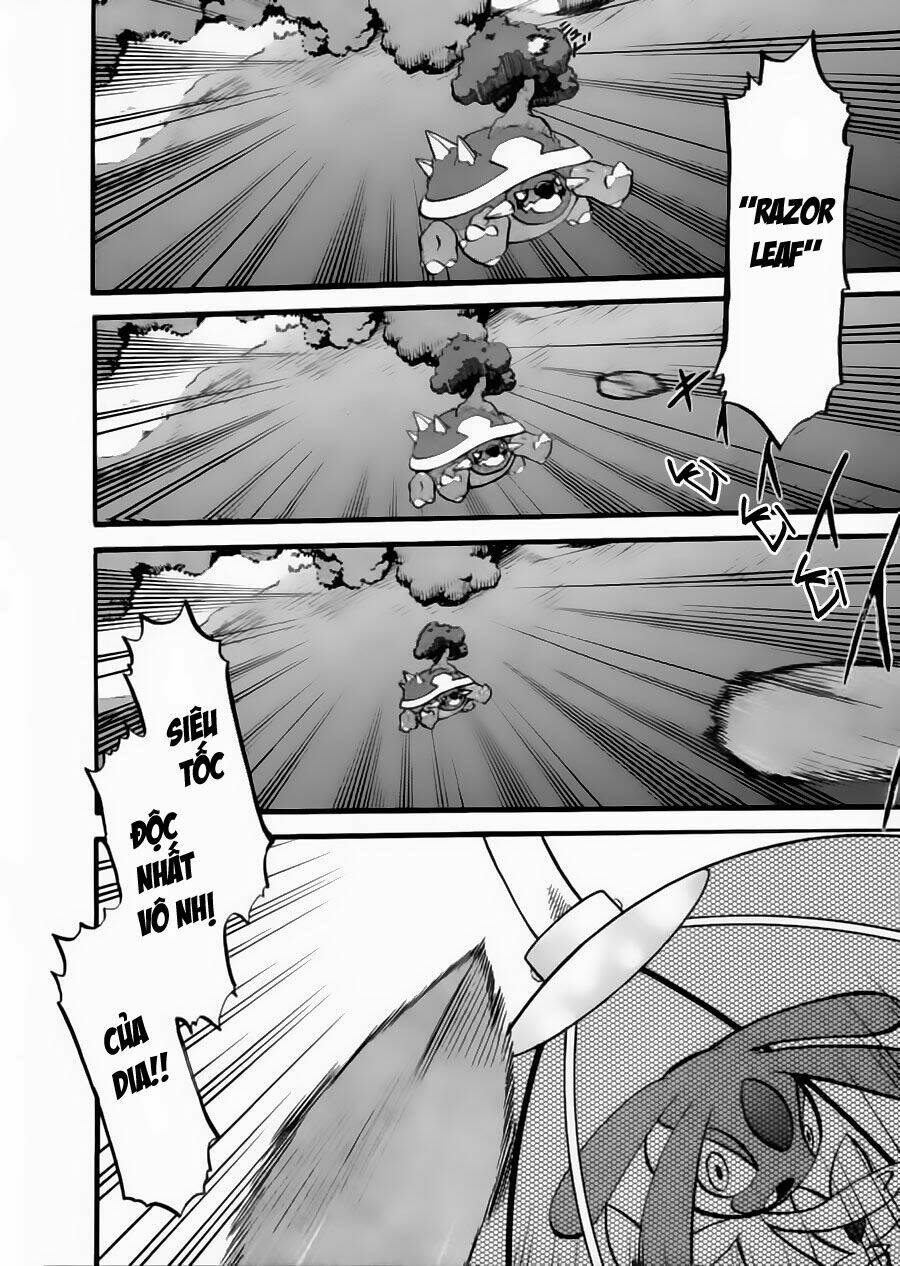 "RAZOR
LEAF"
SIÊU
TỐC
ĐỘC
NHẤT
VÔ NHỊ
CỦA
DIA!!